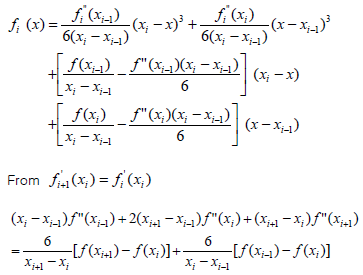 f_i (x) = \frac{f_i''(x_{i-1})}{6(x_i - x_{i-1})}(x_i - x)^3 + \frac{f_i''(x_i)}{6(x_i - x_{i-1})}(x - x_{i-1})^3
+ \left[ \frac{f(x_{i-1})}{x_i - x_{i-1}} - \frac{f''(x_{i-1})(x_i - x_{i-1})}{6} \right] (x_i - x)
+ \left[ \frac{f(x_i)}{x_i - x_{i-1}} - \frac{f''(x_i)(x_i - x_{i-1})}{6} \right] (x - x_{i-1})
From f_{i+1}'(x_i) = f_i'(x_i)
(x_i - x_{i-1})f''(x_{i-1}) + 2(x_{i+1} - x_{i-1})f''(x_i) + (x_{i+1} - x_i)f''(x_{i+1})
= \frac{6}{x_{i+1} - x_i}[f(x_{i+1}) - f(x_i)] + \frac{6}{x_i - x_{i-1}}[f(x_{i-1}) - f(x_i)]